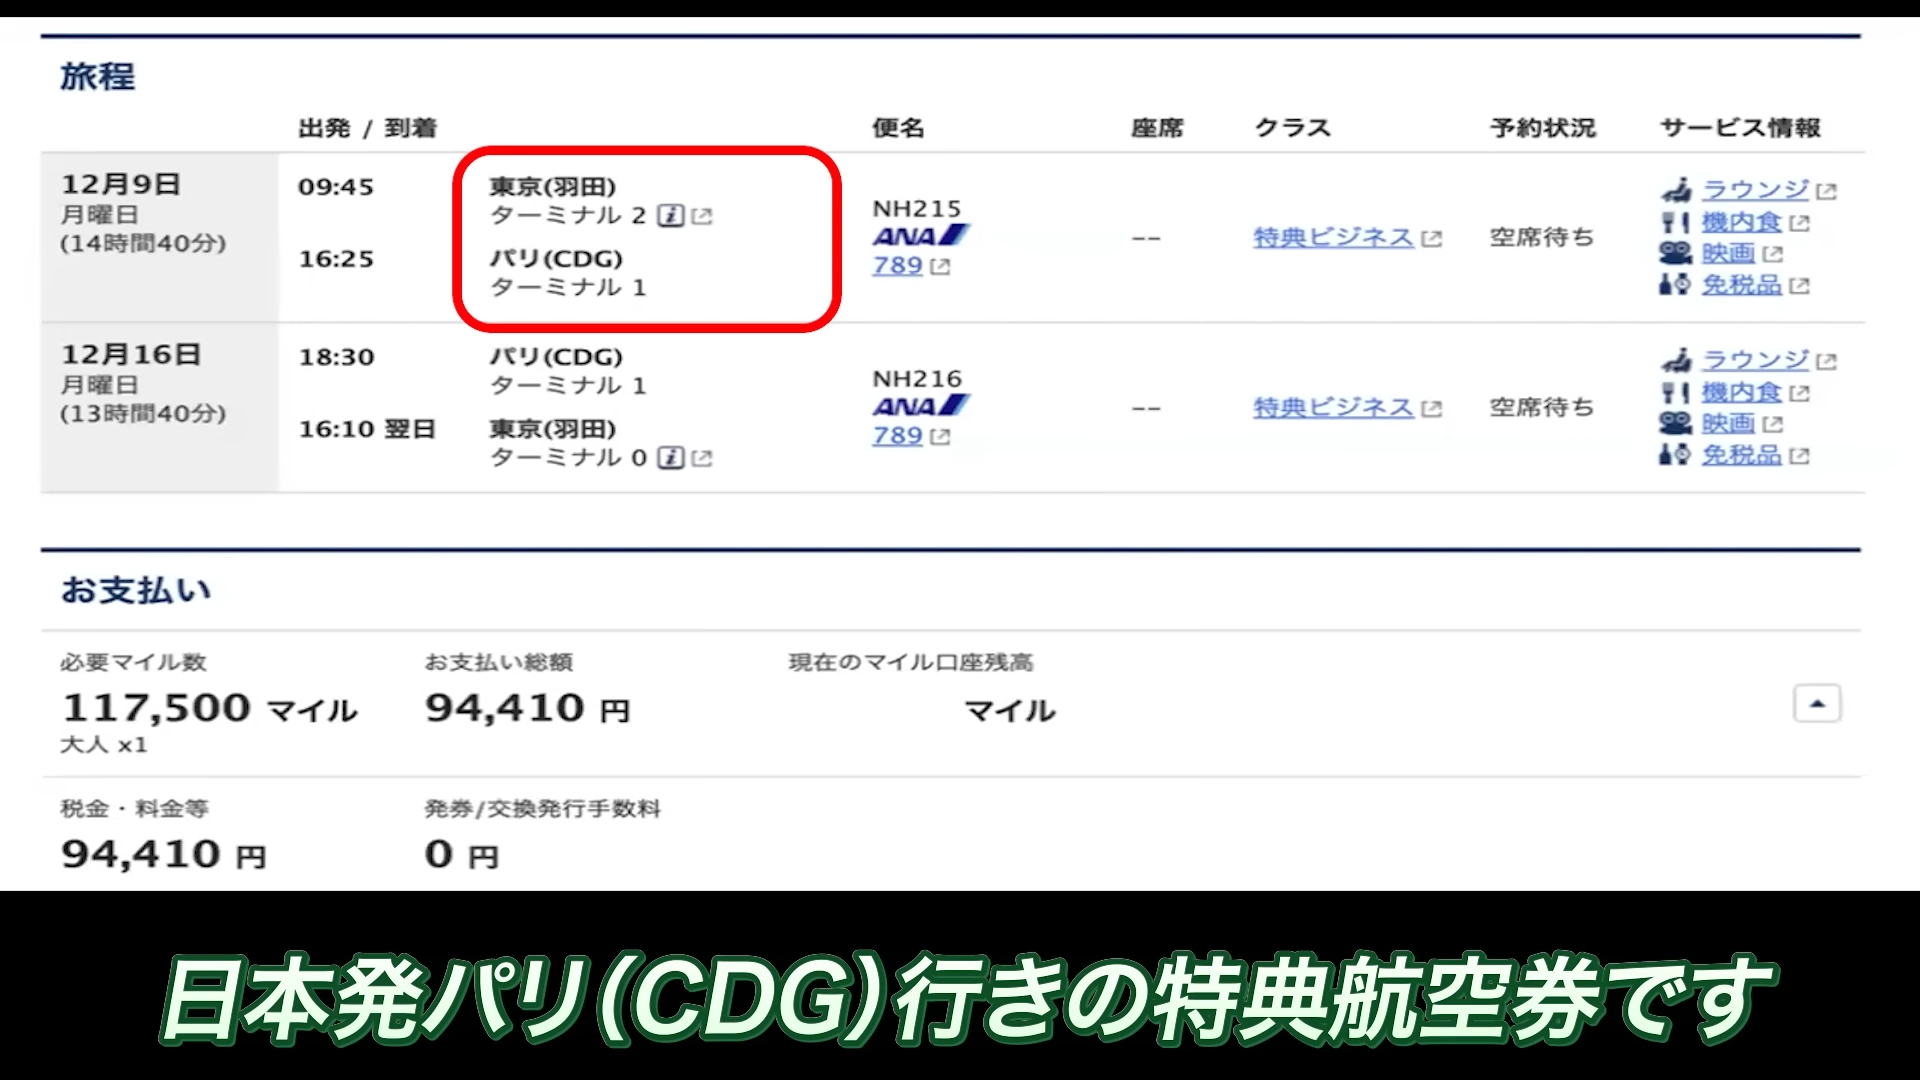 旅程
出発 / 到着 便名 座席 クラス 予約状況 サービス情報
12月9日
月曜日
(14時間40分)
09:45
東京(羽田)
ターミナル 2
16:25
パリ(CDG)
ターミナル 1
NH215
ANA
789
--
特典ビジネス
空席待ち
ラウンジ
機内食
映画
免税品
12月16日
月曜日
(13時間40分)
18:30
パリ(CDG)
ターミナル 1
16:10 翌日
東京(羽田)
ターミナル 0
NH216
ANA
789
--
特典ビジネス
空席待ち
ラウンジ
機内食
映画
免税品
お支払い
必要マイル数
117,500 マイル
大人 x1
お支払い総額
94,410 円
現在のマイル口座残高
マイル
税金・料金等
94,410 円
発券/交換発行手数料
0 円
日本発パリ(CDG)行きの特典航空券です